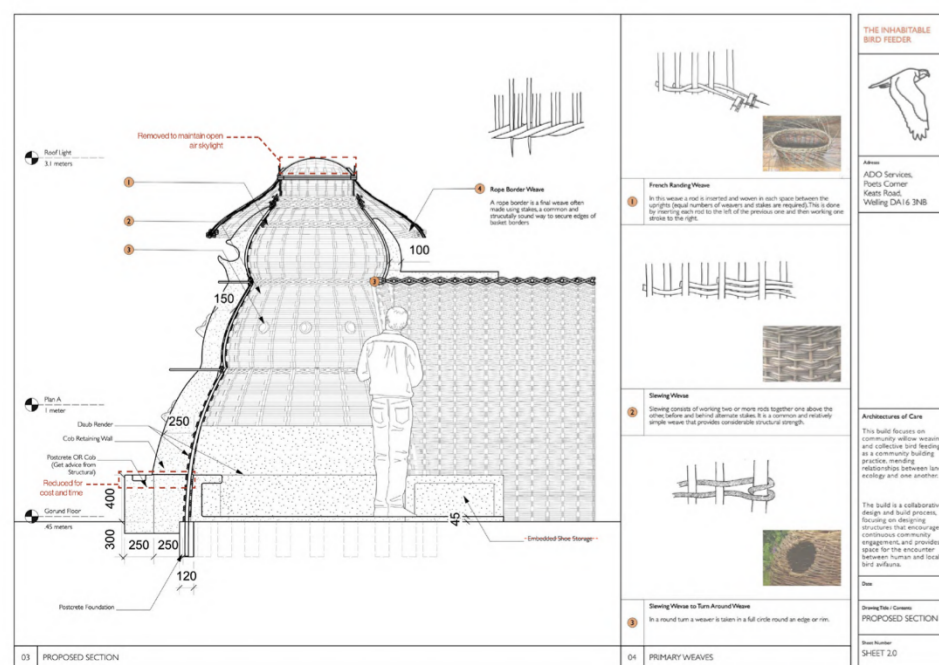 Removed to maintain open
air skylight
Roof Light
3.1 meters
1
2
3
4
Rope Border Weave
A rope border is a final weave often
made using stakes, a common and
strucutally sound way to secure edges of
basket borders
100
3
150
Plan A
1 meter
250
Daub Render
Cob Retaining Wall
Postcrete OR Cob
(Get advice from
Structural)
Reduced for
cost and time
400
Gorund Floor
.45 meters
300
250
250
120
45
Embedded Shoe Storage
Postcrete Foundation
03
PROPOSED SECTION
1
French Randing Weave
In this weave a rod is inserted and woven in each space between the
uprights (equal numbers of weavers and stakes are required). This is done
by inserting each rod to the left of the previous one and then working one
stroke to the right.
2
Slewing Wevae
Slewing consists of working two or more rods together one above the
other, before and behind alternate stakes. It is a common and relatively
simple weave that provides considerable structural strength.
3
Slewing Wevae to Turn Around Weave
In a round turn a weaver is taken in a full circle round an edge or rim.
04
PRIMARY WEAVES
THE INHABITABLE
BIRD FEEDER
ADO Services,
Poets Corner
Keats Road,
Welling DA16 3NB
Architectures of Care
This build focuses on
community willow weavin
and collective bird feeding
as a community building
practice, mending
relationships between lan
ecology and one another.
The build is a collaborativ
design and build process,
focusing on designing
structures that encourage
continuous community
engagement, and provides
space for the encounter
between human and local
bird avifauna.
Date
Drawing Title / Contents
PROPOSED SECTION
Sheet Number
SHEET 2.0